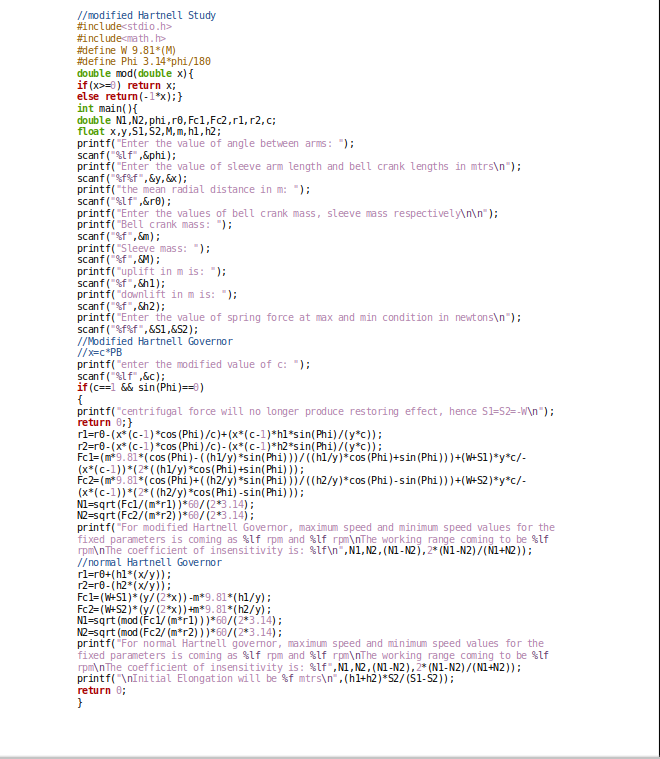 //modified Hartnell Study
#include<stdio.h>
#include<math.h>
#define W 9.81*(M)
#define Phi 3.14*phi/180
double mod(double x){
if(x>=0) return x;
else return(-1*x);}
int main(){
double N1,N2,phi,r0,Fc1,Fc2,r1,r2,c;
float x,y,S1,S2,M,m,h1,h2;
printf("Enter the value of angle between arms: ");
scanf("%lf",&phi);
printf("Enter the value of sleeve arm length and bell crank lengths in mtrs\n");
scanf("%f%f",&y,&x);
printf("the mean radial distance in m: ");
scanf("%lf",&r0);
printf("Enter the values of bell crank mass, sleeve mass respectively\n\n");
printf("Bell crank mass: ");
scanf("%f",&m);
printf("Sleeve mass: ");
scanf("%f",&M);
printf("uplift in m is: ");
scanf("%f",&h1);
printf("downlift in m is: ");
scanf("%f",&h2);
printf("Enter the value of spring force at max and min condition in newtons\n");
scanf("%f%f",&S1,&S2);
//Modified Hartnell Governor
//x=c*PB
printf("enter the modified value of c: ");
scanf("%lf",&c);
if(c==1 && sin(Phi)==0)
{
printf("centrifugal force will no longer produce restoring effect, hence S1=S2=-W\n");
return 0;}
r1=r0-(x*(c-1)*cos(Phi)/c)+(x*(c-1)*h1*sin(Phi)/(y*c));
r2=r0-(x*(c-1)*cos(Phi)/c)-(x*(c-1)*h2*sin(Phi)/(y*c));
Fc1=(m*9.81*(cos(Phi)-((h1/y)*sin(Phi)))/((h1/y)*cos(Phi)+sin(Phi)))+(W+S1)*y*c/-
(x*(c-1))*(2*((h1/y)*cos(Phi)+sin(Phi)));
Fc2=(m*9.81*(cos(Phi)+((h2/y)*sin(Phi)))/((h2/y)*cos(Phi)-sin(Phi)))+(W+S2)*y*c/-
(x*(c-1))*(2*((h2/y)*cos(Phi)-sin(Phi)));
N1=sqrt(Fc1/(m*r1))*60/(2*3.14);
N2=sqrt(Fc2/(m*r2))*60/(2*3.14);
printf("For modified Hartnell Governor, maximum speed and minimum speed values for the
fixed parameters is coming as %lf rpm and %lf rpm\nThe working range coming to be %lf
rpm\nThe coefficient of insensitivity is: %lf\n",N1,N2,(N1-N2),2*(N1-N2)/(N1+N2));
//normal Hartnell Governor
r1=r0+(h1*(x/y));
r2=r0-(h2*(x/y));
Fc1=(W+S1)*(y/(2*x))-m*9.81*(h1/y);
Fc2=(W+S2)*(y/(2*x))+m*9.81*(h2/y);
N1=sqrt(mod(Fc1/(m*r1)))*60/(2*3.14);
N2=sqrt(mod(Fc2/(m*r2)))*60/(2*3.14);
printf("For normal Hartnell governor, maximum speed and minimum speed values for the
fixed parameters is coming as %lf rpm and %lf rpm\nThe working range coming to be %lf
rpm\nThe coefficient of insensitivity is: %lf",N1,N2,(N1-N2),2*(N1-N2)/(N1+N2));
printf("\nInitial Elongation will be %f mtrs\n",(h1+h2)*S2/(S1-S2));
return 0;
}